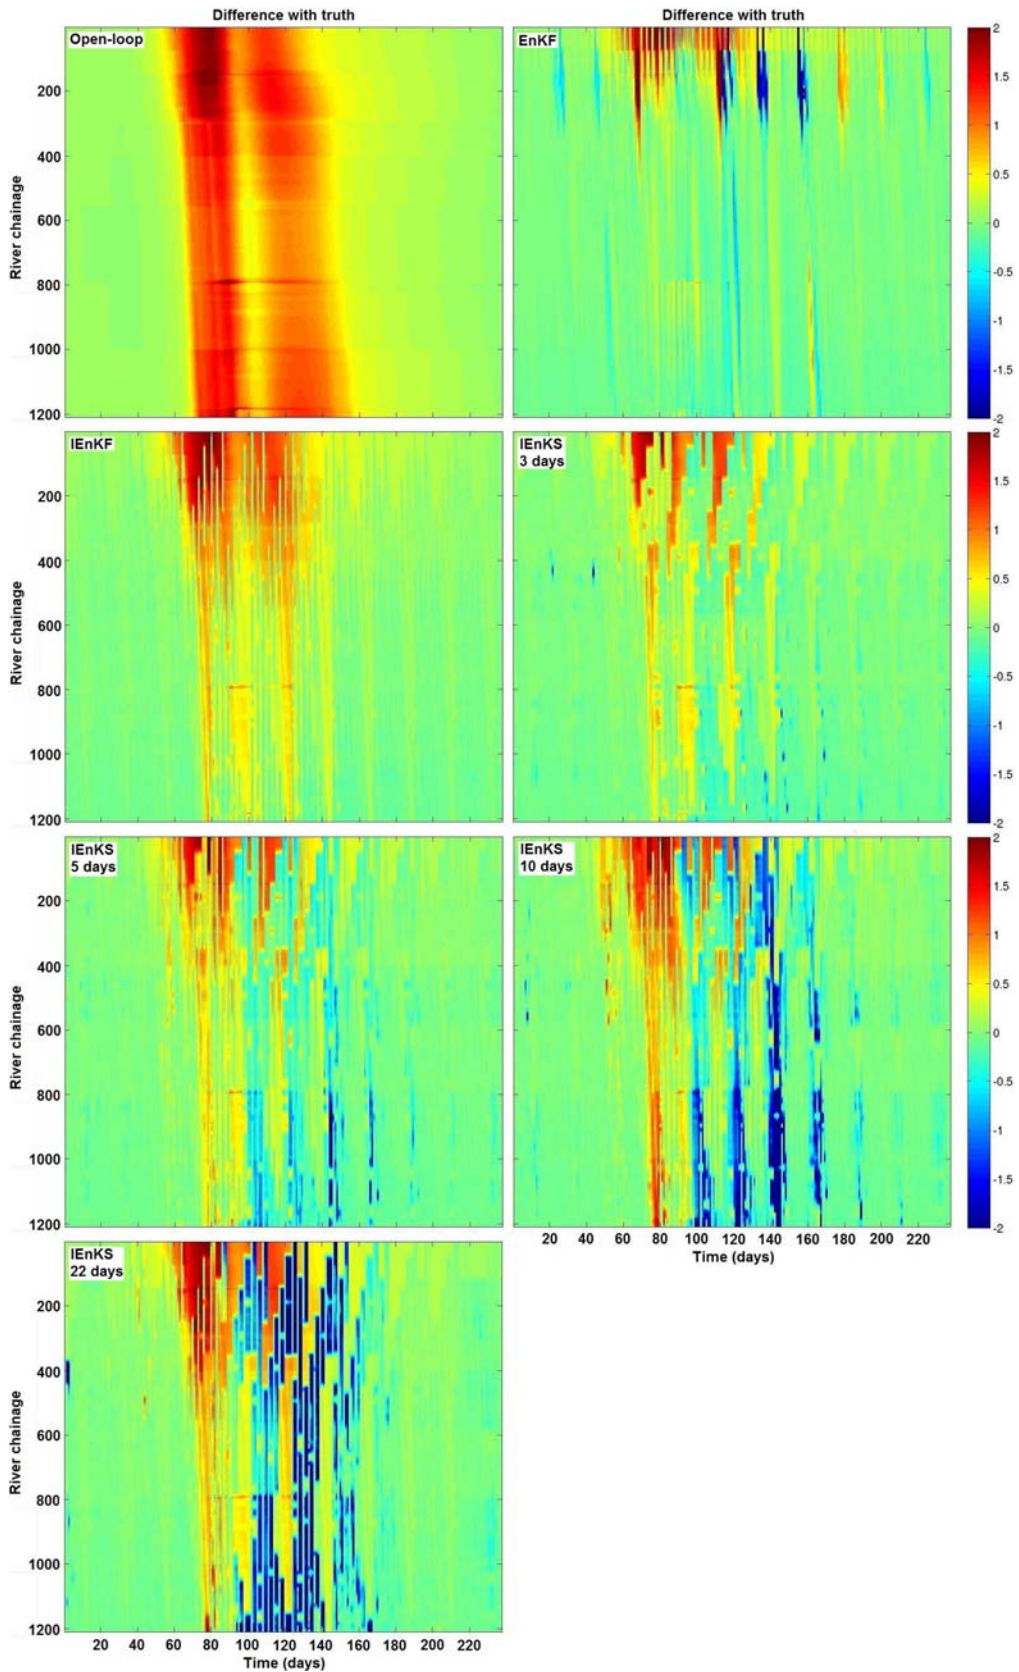 Difference with truth
Difference with truth
Open-loop
EnKF
River chainage
200
400
600
800
1000
1200
2
1.5
1
0.5
0
-0.5
-1
-1.5
-2
IEnKF
IEnKS
3 days
River chainage
200
400
600
800
1000
1200
2
1.5
1
0.5
0
-0.5
-1
-1.5
-2
IEnKS
5 days
IEnKS
10 days
River chainage
200
400
600
800
1000
1200
2
1.5
1
0.5
0
-0.5
-1
-1.5
-2
20 40 60 80 100 120 140 160 180 200 220
Time (days)
IEnKS
22 days
River chainage
200
400
600
800
1000
1200
20 40 60 80 100 120 140 160 180 200 220
Time (days)